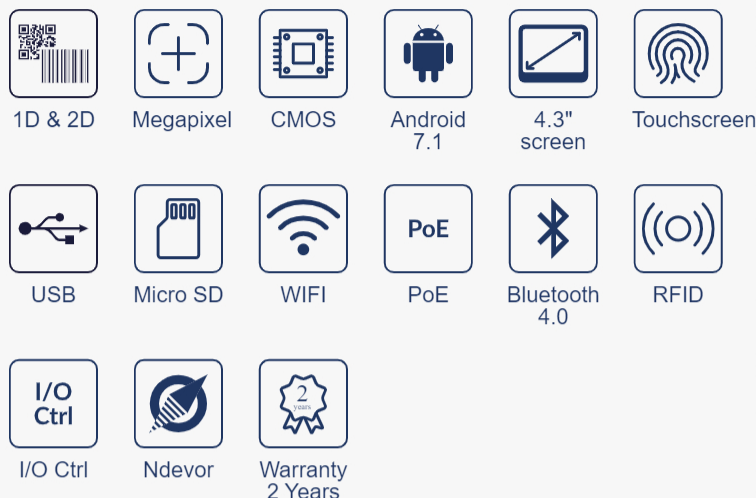 1D & 2D
Megapixel
CMOS
Android
7.1
4.3"
screen
Touchscreen
USB
Micro SD
WIFI
PoE
PoE
Bluetooth
4.0
RFID
I/O
Ctrl
I/O Ctrl
Ndevor
2
years
Warranty
2 Years